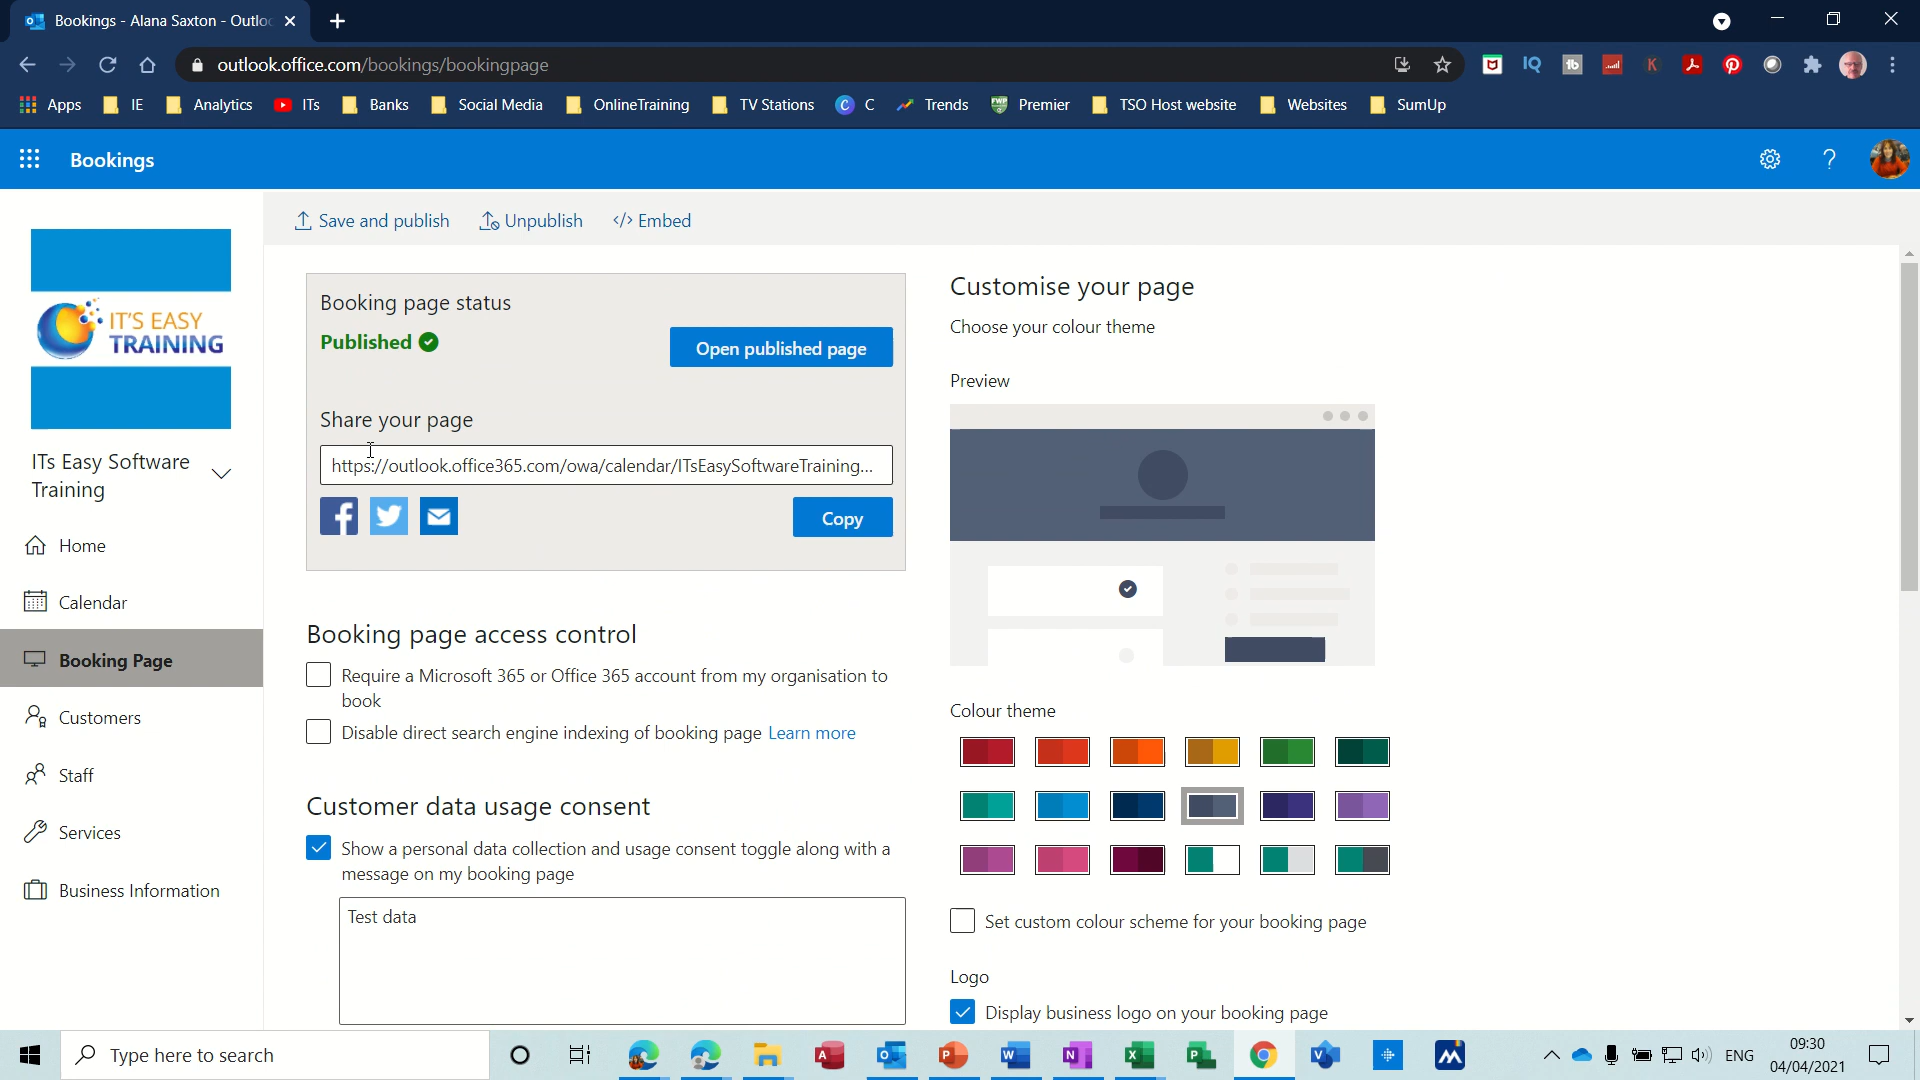 Bookings - Alana Saxton - Outlo
outlook.office.com/bookings/bookingpage
IQ
tb
K
Apps
IE
Analytics
ITs
Banks
Social Media
OnlineTraining
TV Stations
C C
Trends
FWP Premier
TSO Host website
Websites
SumUp
Bookings
?
Save and publish
Unpublish
</> Embed
IT'S EASY
TRAINING
ITs Easy Software
Training
Home
Calendar
Booking Page
Customers
Staff
Services
Business Information
Booking page status
Published
Open published page
Share your page
https://outlook.office365.com/owa/calendar/ITsEasySoftwareTraining...
f
Copy
Booking page access control
Require a Microsoft 365 or Office 365 account from my organisation to
book
Disable direct search engine indexing of booking page Learn more
Customer data usage consent
Show a personal data collection and usage consent toggle along with a
message on my booking page
Test data
Customise your page
Choose your colour theme
Preview
Colour theme
Set custom colour scheme for your booking page
Logo
Display business logo on your booking page
Type here to search
A
P
W
N
X
P
V
ENG
09:30
04/04/2021